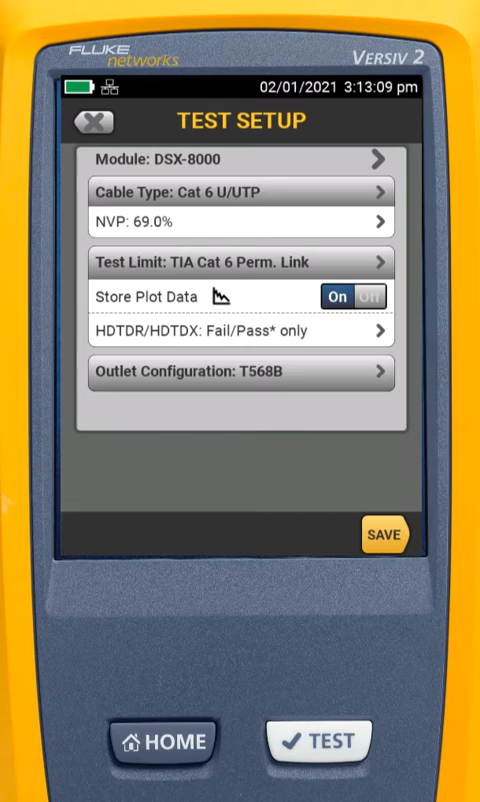 FLUKE
networks
VERSIV 2
02/01/2021 3:13:09 pm
TEST SETUP
Module: DSX-8000
Cable Type: Cat 6 U/UTP
NVP: 69.0%
Test Limit: TIA Cat 6 Perm. Link
Store Plot Data On Off
HDTDR/HDTDX: Fail/Pass* only
Outlet Configuration: T568B
SAVE
HOME TEST